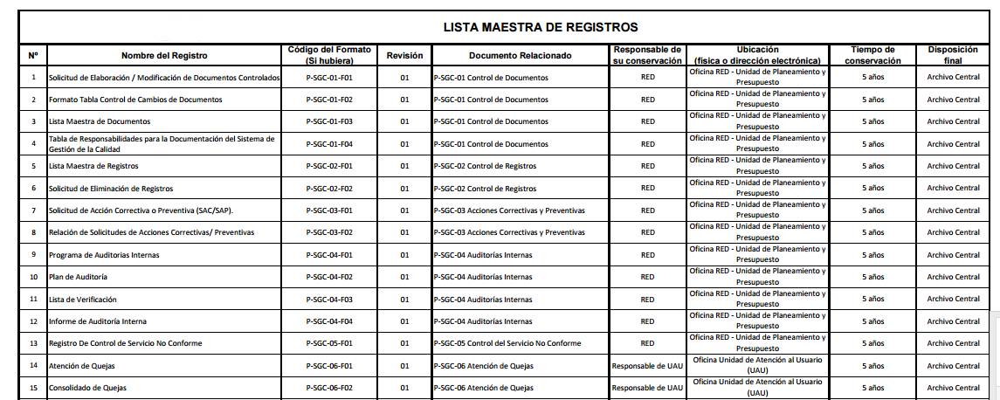 LISTA MAESTRA DE REGISTROS
Nº Nombre del Registro Código del Formato (Si hubiera) Revisión Documento Relacionado Responsable de su conservación Ubicación (física o dirección electrónica) Tiempo de conservación Disposición final
1 Solicitud de Elaboración / Modificación de Documentos Controlados P-SGC-01-F01 01 P-SGC-01 Control de Documentos RED Oficina RED - Unidad de Planeamiento y Presupuesto 5 años Archivo Central
2 Formato Tabla Control de Cambios de Documentos P-SGC-01-F02 01 P-SGC-01 Control de Documentos RED Oficina RED - Unidad de Planeamiento y Presupuesto 5 años Archivo Central
3 Lista Maestra de Documentos P-SGC-01-F03 01 P-SGC-01 Control de Documentos RED Oficina RED - Unidad de Planeamiento y Presupuesto 5 años Archivo Central
4 Tabla de Responsabilidades para la Documentación del Sistema de Gestión de la Calidad P-SGC-01-F04 01 P-SGC-01 Control de Documentos RED Oficina RED - Unidad de Planeamiento y Presupuesto 5 años Archivo Central
5 Lista Maestra de Registros P-SGC-02-F01 01 P-SGC-02 Control de Registros RED Oficina RED - Unidad de Planeamiento y Presupuesto 5 años Archivo Central
6 Solicitud de Eliminación de Registros P-SGC-02-F02 01 P-SGC-02 Control de Registros RED Oficina RED - Unidad de Planeamiento y Presupuesto 5 años Archivo Central
7 Solicitud de Acción Correctiva o Preventiva (SAC/SAP). P-SGC-03-F01 01 P-SGC-03 Acciones Correctivas y Preventivas RED Oficina RED - Unidad de Planeamiento y Presupuesto 5 años Archivo Central
8 Relación de Solicitudes de Acciones Correctivas/ Preventivas P-SGC-03-F02 01 P-SGC-03 Acciones Correctivas y Preventivas RED Oficina RED - Unidad de Planeamiento y Presupuesto 5 años Archivo Central
9 Programa de Auditorias Internas P-SGC-04-F01 01 P-SGC-04 Auditorías Internas RED Oficina RED - Unidad de Planeamiento y Presupuesto 5 años Archivo Central
10 Plan de Auditoría P-SGC-04-F02 01 P-SGC-04 Auditorías Internas RED Oficina RED - Unidad de Planeamiento y Presupuesto 5 años Archivo Central
11 Lista de Verificación P-SGC-04-F03 01 P-SGC-04 Auditorías Internas RED Oficina RED - Unidad de Planeamiento y Presupuesto 5 años Archivo Central
12 Informe de Auditoría Interna P-SGC-04-F04 01 P-SGC-04 Auditorías Internas RED Oficina RED - Unidad de Planeamiento y Presupuesto 5 años Archivo Central
13 Registro De Control de Servicio No Conforme P-SGC-05-F01 01 P-SGC-05 Control del Servicio No Conforme RED Oficina RED - Unidad de Planeamiento y Presupuesto 5 años Archivo Central
14 Atención de Quejas P-SGC-06-F01 01 P-SGC-06 Atención de Quejas Responsable de UAU Oficina Unidad de Atención al Usuario (UAU) 5 años Archivo Central
15 Consolidado de Quejas P-SGC-06-F02 01 P-SGC-06 Atención de Quejas Responsable de UAU Oficina Unidad de Atención al Usuario (UAU) 5 años Archivo Central